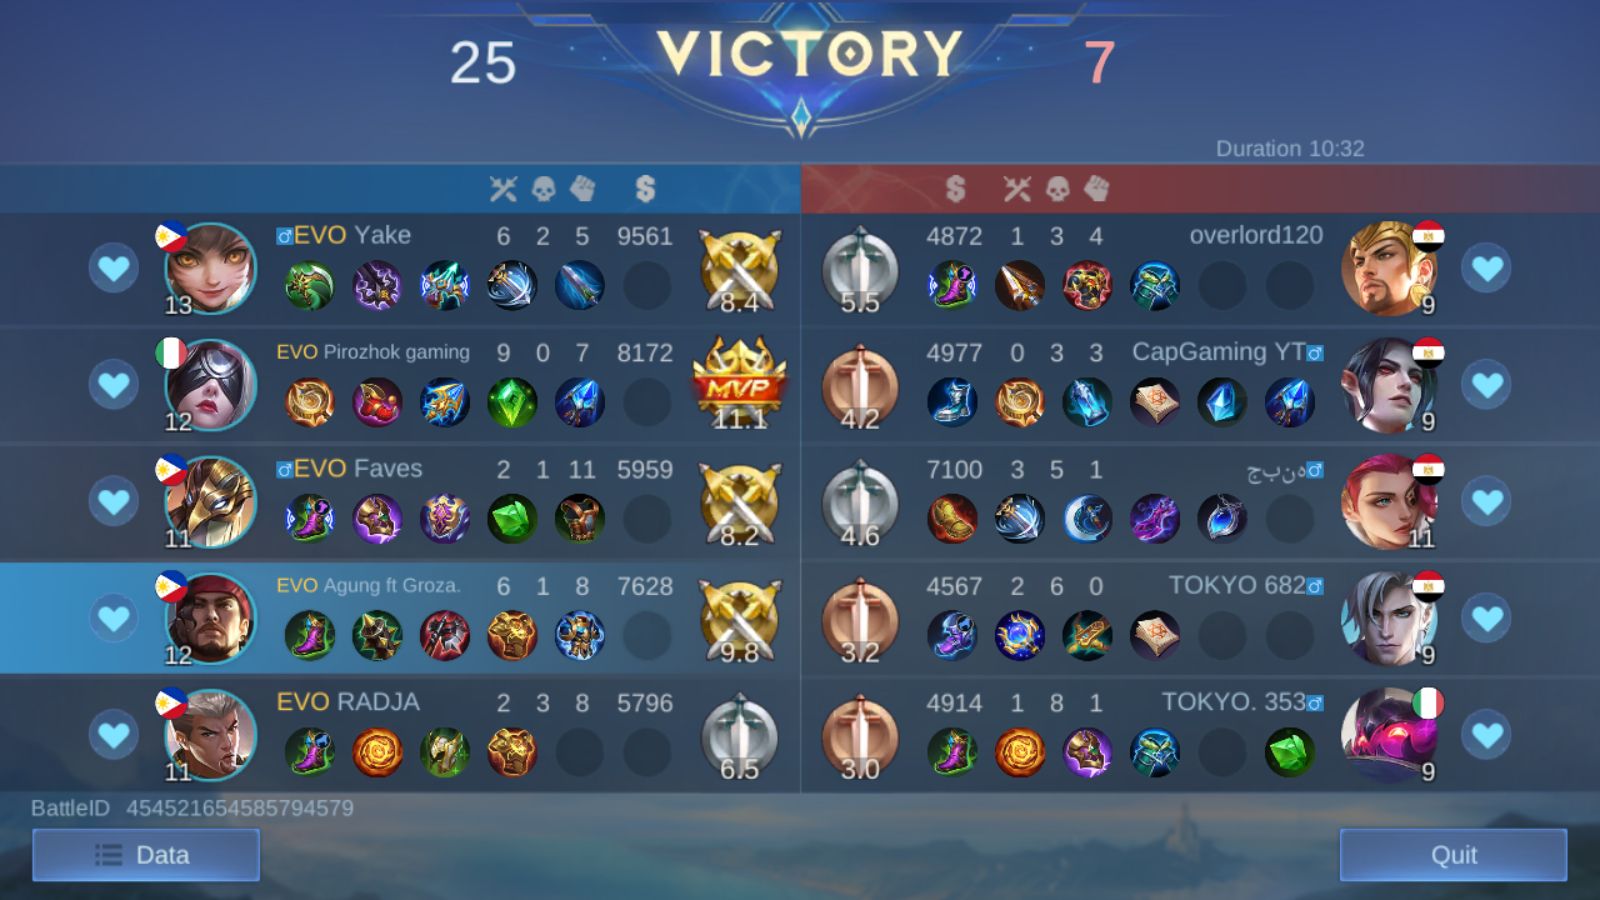 25 VICTORY 7
Duration 10:32
EVO Yake 6 2 5 9561
13 8.4
4872 1 3 4 overlord120
5.5 9
EVO Pirozhok gaming 9 0 7 8172
12 MVP 11.1
4977 0 3 3 CapGaming YT
4.2 9
EVO Faves 2 1 11 5959
11 8.2
7100 3 5 1 هنبج
4.6 11
EVO Agung ft Groza. 6 1 8 7628
12 9.8
4567 2 6 0 TOKYO 682
3.2 9
EVO RADJA 2 3 8 5796
11 6.5
4914 1 8 1 TOKYO. 353
3.0 9
BattleID 454521654585794579
Data Quit